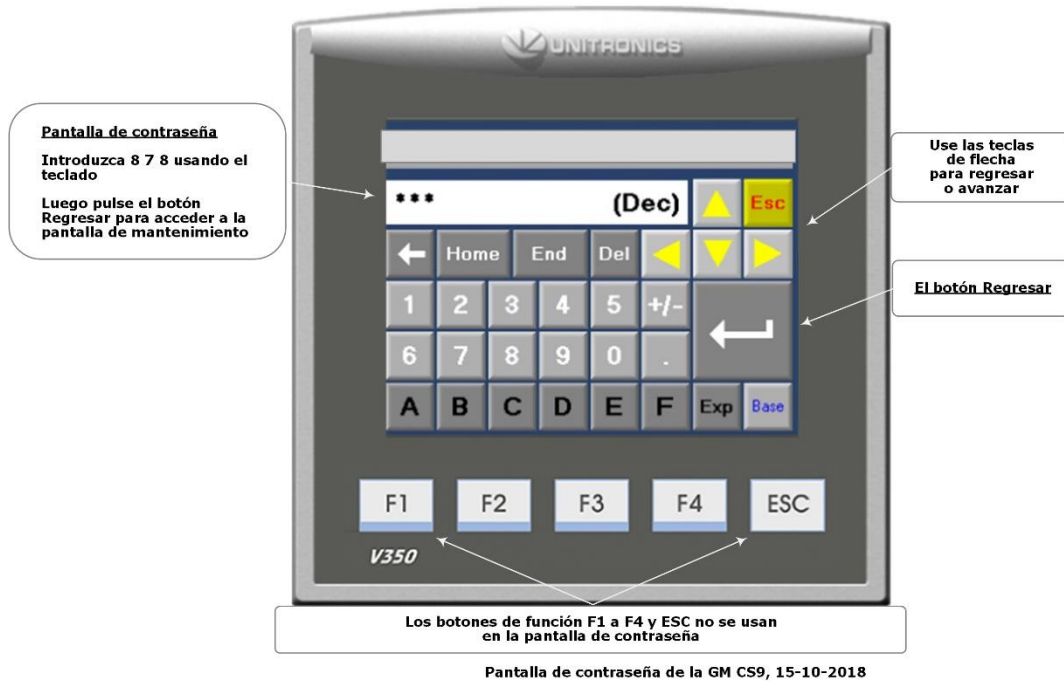 UNITRONICS
Pantalla de contraseña
Introduzca 8 7 8 usando el
teclado
Luego pulse el botón
Regresar para acceder a la
pantalla de mantenimiento
Use las teclas
de flecha
para regresar
o avanzar
*** (Dec) Esc
Home End Del
El botón Regresar
1 2 3 4 5 +/-
6 7 8 9 0 .
A B C D E F Exp Base
F1 F2 F3 F4 ESC
V350
Los botones de función F1 a F4 y ESC no se usan
en la pantalla de contraseña
Pantalla de contraseña de la GM CS9, 15-10-2018